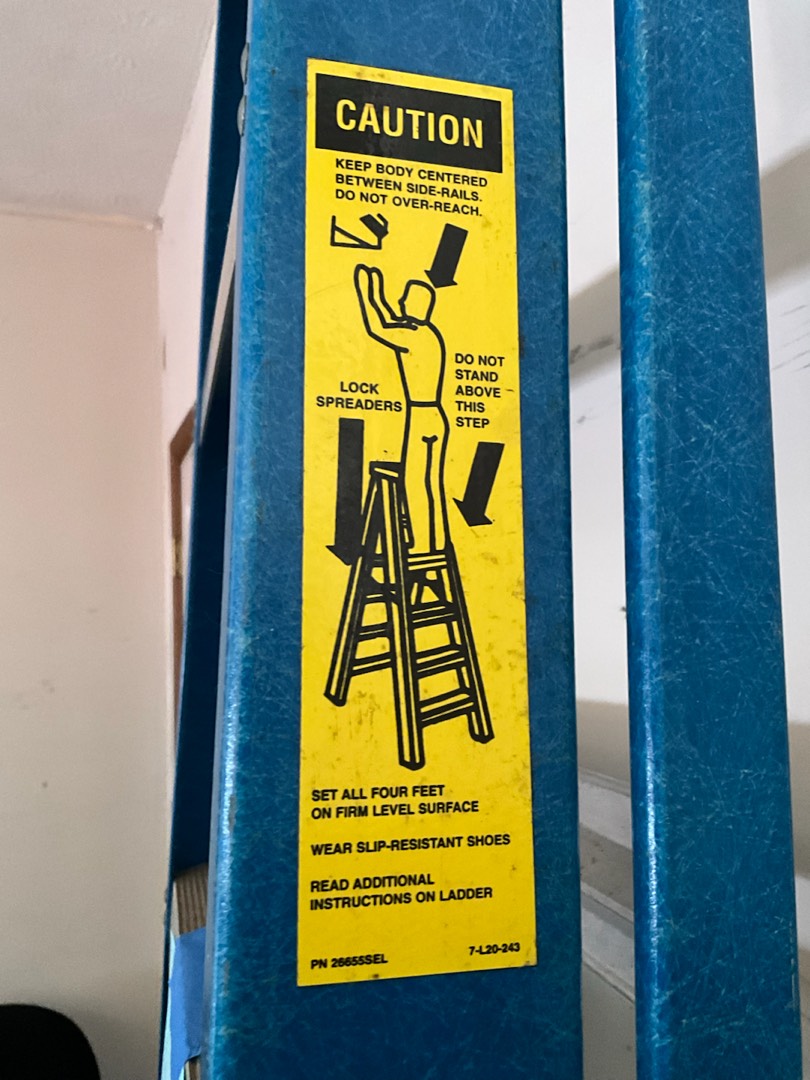 CAUTION
KEEP BODY CENTERED
BETWEEN SIDE-RAILS.
DO NOT OVER-REACH.
DO NOT
STAND
ABOVE
THIS
STEP
LOCK
SPREADERS
SET ALL FOUR FEET
ON FIRM LEVEL SURFACE
WEAR SLIP-RESISTANT SHOES
READ ADDITIONAL
INSTRUCTIONS ON LADDER
PN 26655SEL
7-L20-243